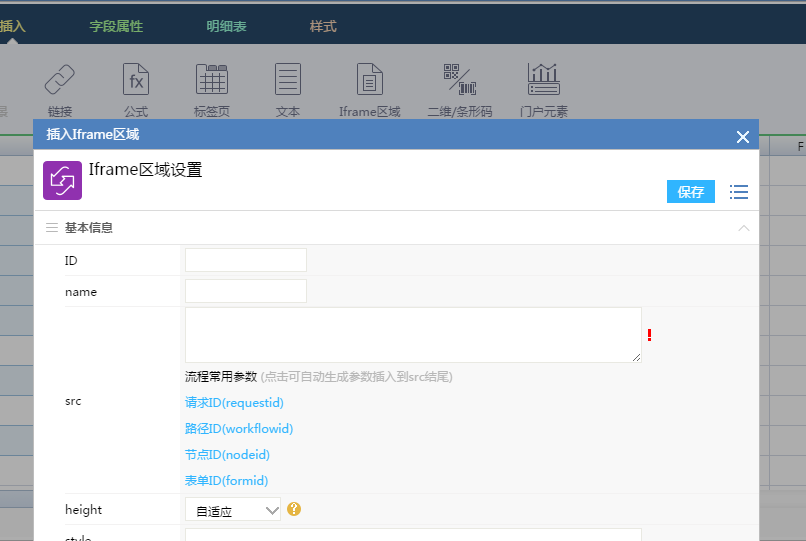 插入 字段属性 明细表 样式
链接 公式 标签页 文本 Iframe区域 二维/条形码 门户元素
插入Iframe区域
F
Iframe区域设置
保存
基本信息
ID
name
流程常用参数 (点击可自动生成参数插入到src结尾)
src
请求ID(requestid)
路径ID(workflowid)
节点ID(nodeid)
表单ID(formid)
height 自适应
style